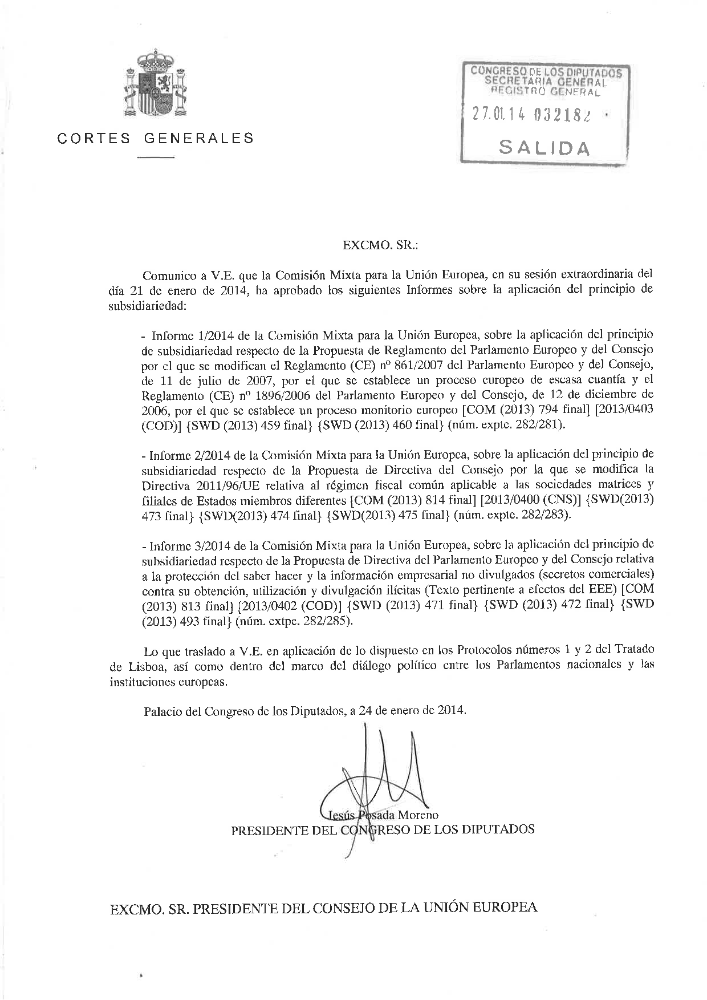 CORTES GENERALES
CONGRESO DE LOS DIPUTADOS
SECRETARIA GENERAL
REGISTRO GENERAL
27.01.14
SALIDA
EXCMO. SR.:
Comunico a V.E. que la Comisión Mixta para la Unión Europea, en su sesión extraordinaria del
día 21 de enero de 2014, ha aprobado los siguientes Informes sobre la aplicación del principio de
subsidiariedad:
- Informe 1/2014 de la Comisión Mixta para la Unión Europea, sobre la aplicación del principio
de subsidiariedad respecto de la Propuesta de Reglamento del Parlamento Europeo y del Consejo
por el que se modifican el Reglamento (CE) nº 861/2007 del Parlamento Europeo y del Consejo,
de 11 de julio de 2007, por el que se establece un proceso europeo de escasa cuantía y el
Reglamento (CE) nº 1896/2006 del Parlamento Europeo y del Consejo, de 12 de diciembre de
2006, por el que se establece un proceso monitorio europeo [COM (2013) 794 final] [2013/0403
(COD)] {SWD (2013) 459 final} {SWD (2013) 460 final} (núm. expte. 282/281).
- Informe 2/2014 de la Comisión Mixta para la Unión Europea, sobre la aplicación del principio de
subsidiariedad respecto de la Propuesta de Directiva del Consejo por la que se modifica la
Directiva 2011/96/UE relativa al régimen fiscal común aplicable a las sociedades matrices y
filiales de Estados miembros diferentes [COM (2013) 814 final] [2013/0400 (CNS)] {SWD(2013)
473 final} {SWD(2013) 474 final} {SWD(2013) 475 final} (núm. expte. 282/283).
- Informe 3/2014 de la Comisión Mixta para la Unión Europea, sobre la aplicación del principio de
subsidiariedad respecto de la Propuesta de Directiva del Parlamento Europeo y del Consejo relativa
a la protección del saber hacer y la información empresarial no divulgados (secretos comerciales)
contra su obtención, utilización y divulgación ilícitas (Texto pertinente a efectos del EEE) [COM
(2013) 813 final] [2013/0402 (COD)] {SWD (2013) 471 final} {SWD (2013) 472 final} {SWD
(2013) 493 final} (núm. extpe. 282/285).
Lo que traslado a V.E. en aplicación de lo dispuesto en los Protocolos números 1 y 2 del Tratado
de Lisboa, así como dentro del marco del diálogo político entre los Parlamentos nacionales y las
instituciones europeas.
Palacio del Congreso de los Diputados, a 24 de enero de 2014.
Jesús Posada Moreno
PRESIDENTE DEL CONGRESO DE LOS DIPUTADOS
EXCMO. SR. PRESIDENTE DEL CONSEJO DE LA UNIÓN EUROPEA